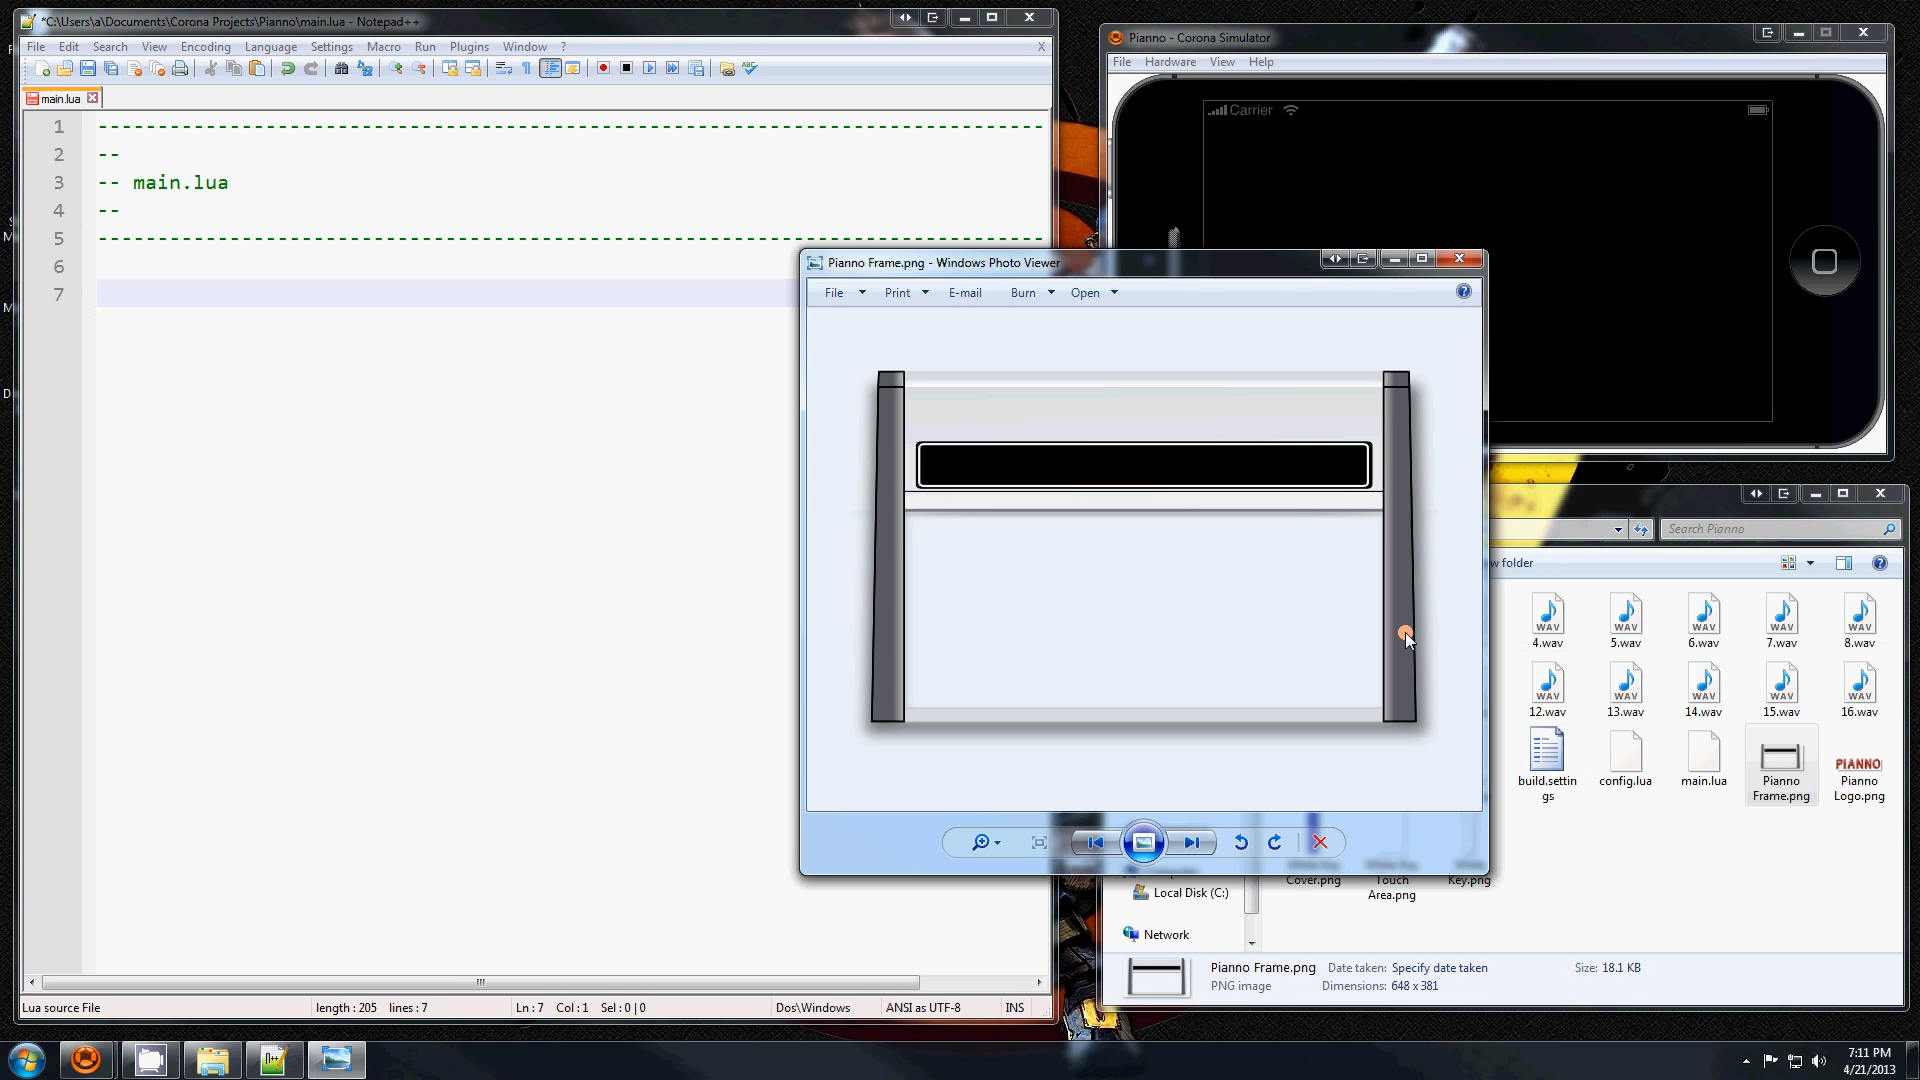 *C:\Users\a\Documents\Corona Projects\Pianno\main.lua - Notepad++
File Edit Search View Encoding Language Settings Macro Run Plugins Window ? X
main.lua
1 --------------------------------------------------------------------------------
2 --
3 -- main.lua
4 --
5 --------------------------------------------------------------------------------
6
7
Lua source File length : 205 lines : 7 Ln : 7 Col : 1 Sel : 0 | 0 Dos\Windows ANSI as UTF-8 INS
Pianno - Corona Simulator
File Hardware View Help
Carrier
Pianno Frame.png - Windows Photo Viewer
File Print E-mail Burn Open
Search Pianno
w folder
4.wav 5.wav 6.wav 7.wav 8.wav
12.wav 13.wav 14.wav 15.wav 16.wav
PIANNO
build.settin config.lua main.lua Pianno Pianno
gs Frame.png Logo.png
Cover.png Touch Key.png
Area.png
Local Disk (C:)
Network
Pianno Frame.png Date taken: Specify date taken Size: 18.1 KB
PNG image Dimensions: 648 x 381
7:11 PM
4/21/2013